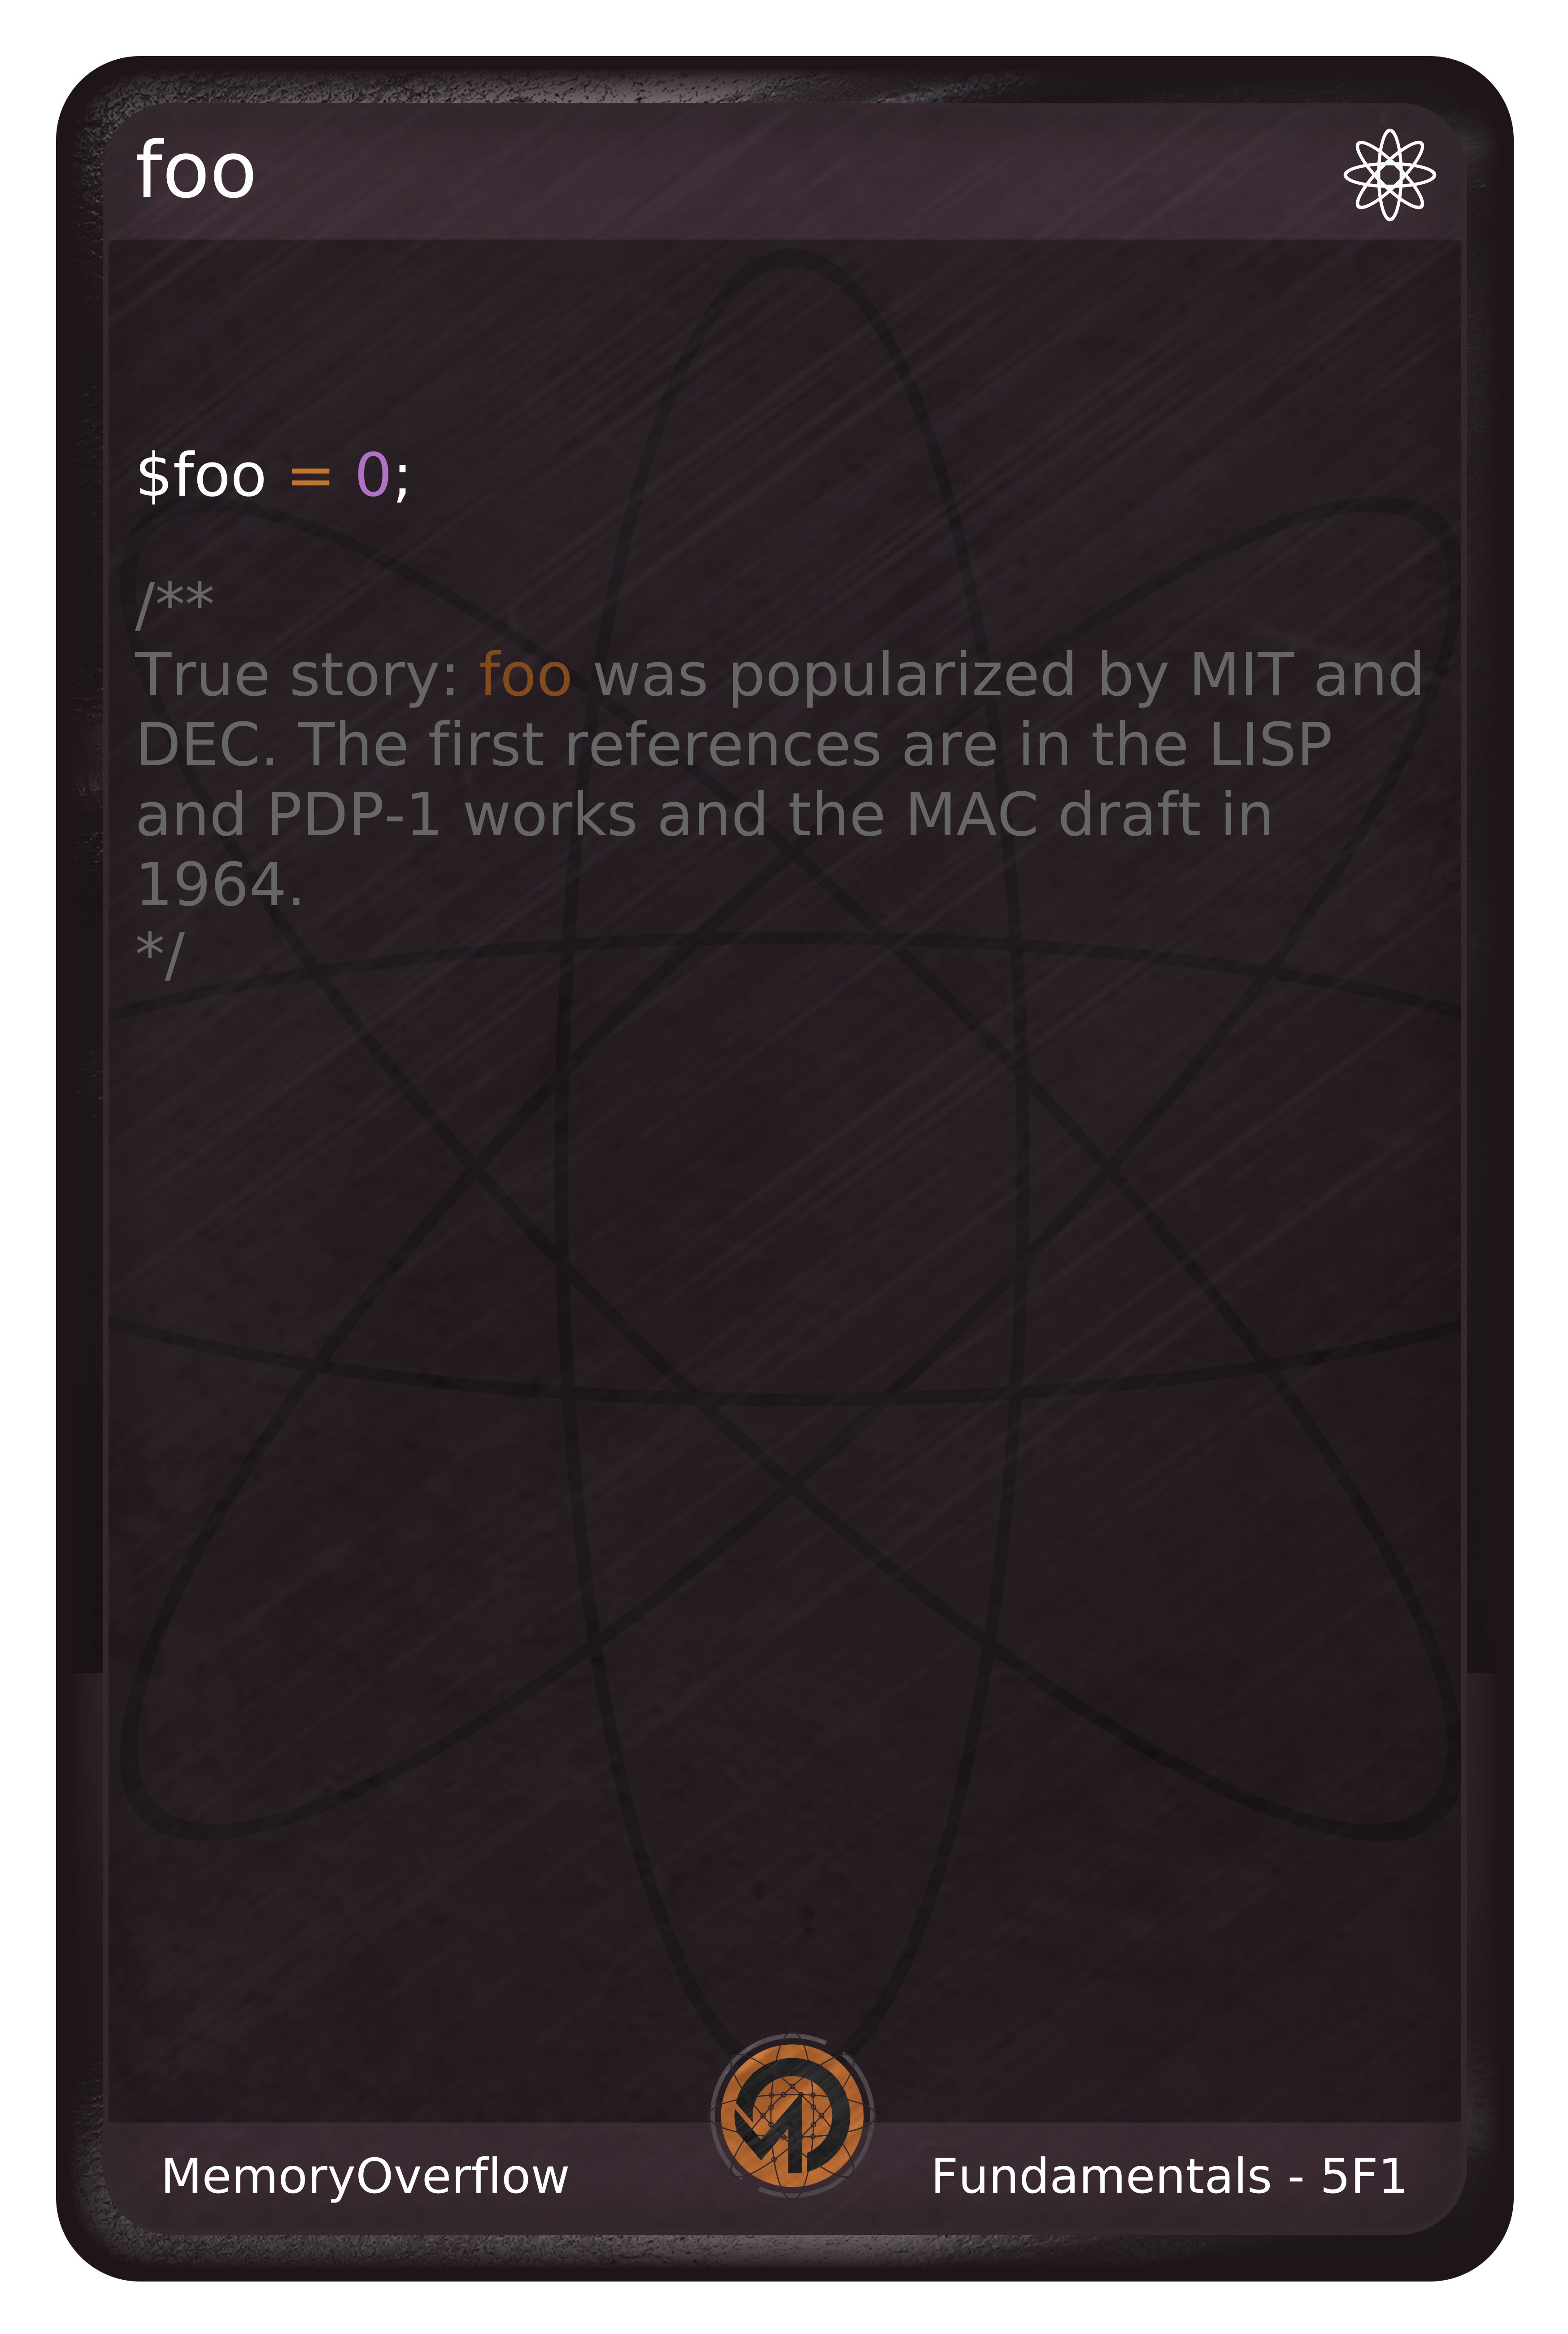 foo
$foo = 0;
/**
True story: foo was popularized by MIT and
DEC. The first references are in the LISP
and PDP-1 works and the MAC draft in
1964.
*/
MemoryOverflow
Fundamentals - 5F1